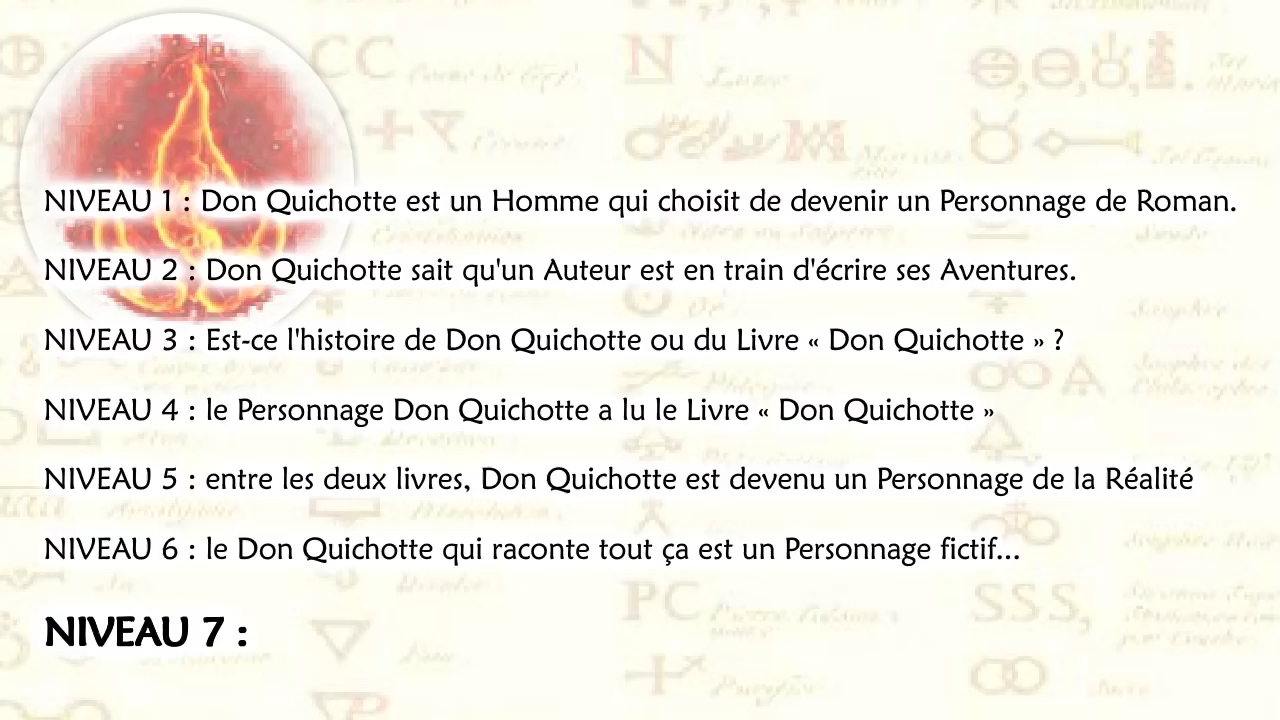 NIVEAU 1 : Don Quichotte est un Homme qui choisit de devenir un Personnage de Roman.
NIVEAU 2 : Don Quichotte sait qu'un Auteur est en train d'écrire ses Aventures.
NIVEAU 3 : Est-ce l'histoire de Don Quichotte ou du Livre « Don Quichotte » ?
NIVEAU 4 : le Personnage Don Quichotte a lu le Livre « Don Quichotte »
NIVEAU 5 : entre les deux livres, Don Quichotte est devenu un Personnage de la Réalité
NIVEAU 6 : le Don Quichotte qui raconte tout ça est un Personnage fictif...
NIVEAU 7 :